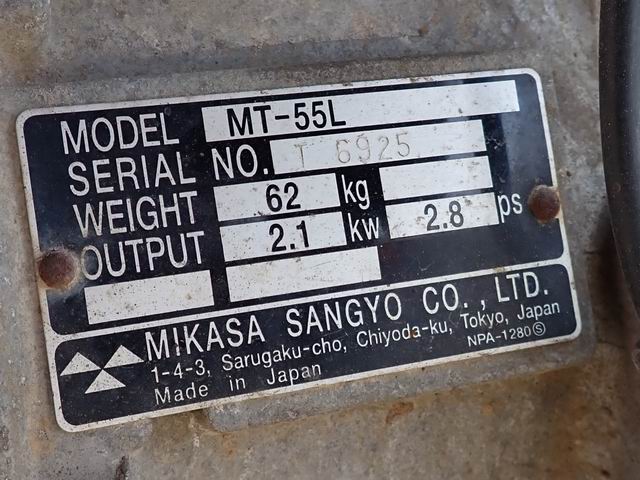 MODEL MT-55L
SERIAL NO. T 6925
WEIGHT 62 kg
OUTPUT 2.1 kw 2.8 ps
MIKASA SANGYO CO., LTD.
1-4-3, Sarugaku-cho, Chiyoda-ku, Tokyo, Japan
Made in Japan
NPA-1280Ⓢ